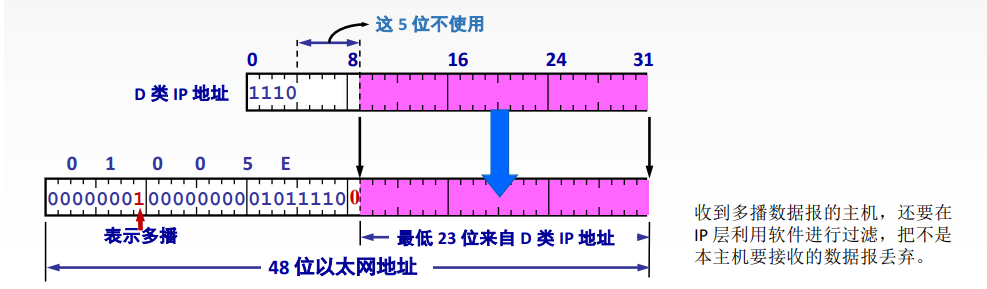 这 5 位不使用
0 8 16 24 31
D 类 IP 地址
1110
0 1 0 0 5 E
00000001 00000000 01011110 0
表示多播
最低 23 位来自 D 类 IP 地址
48 位以太网地址
收到多播数据报的主机，还要在
IP 层利用软件进行过滤，把不是
本主机要接收的数据报丢弃。